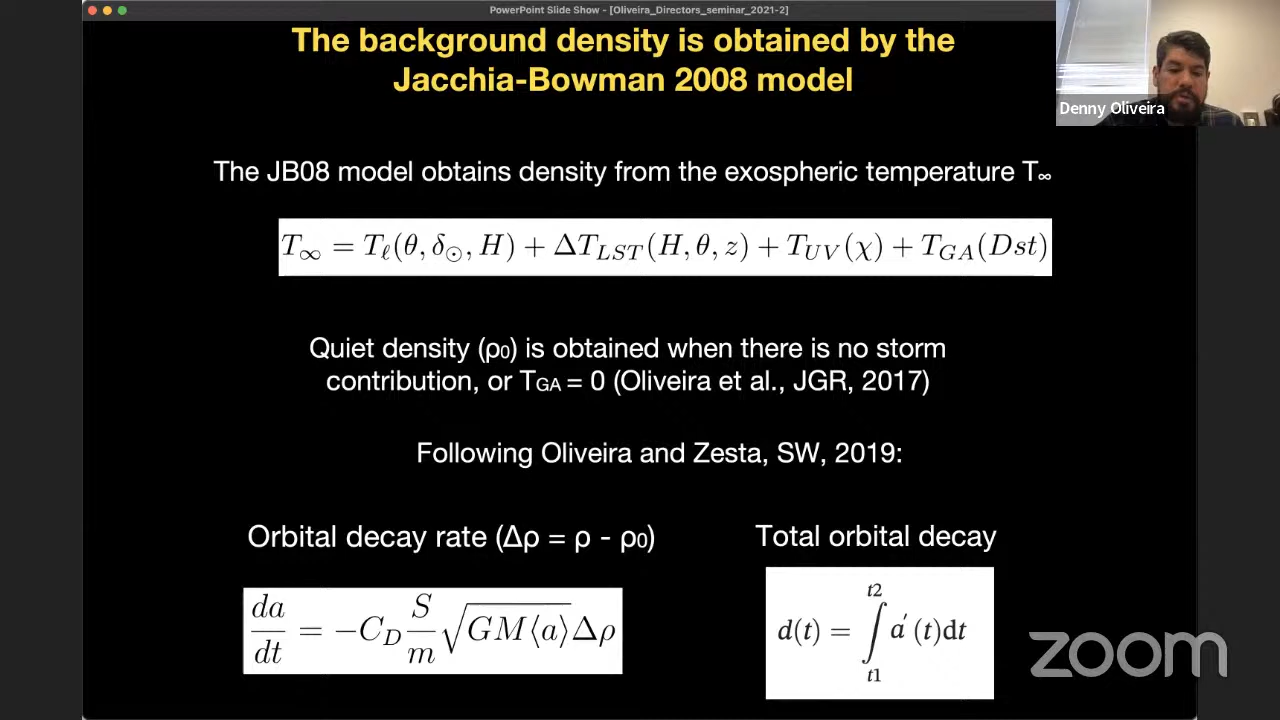 PowerPoint Slide Show - [Oliveira_Directors_seminar_2021-2]
The background density is obtained by the
Jacchia-Bowman 2008 model
Denny Oliveira
The JB08 model obtains density from the exospheric temperature T∞
T∞ = Tℓ(θ, δ⊙, H) + ΔT_LST(H, θ, z) + T_UV(χ) + T_GA(Dst)
Quiet density (ρ₀) is obtained when there is no storm
contribution, or T_GA = 0 (Oliveira et al., JGR, 2017)
Following Oliveira and Zesta, SW, 2019:
Orbital decay rate (Δρ = ρ - ρ₀)
da/dt = −C_D S/m √(GM⟨a⟩) Δρ
Total orbital decay
d(t) = ∫_{t1}^{t2} a′(t)dt
zoom